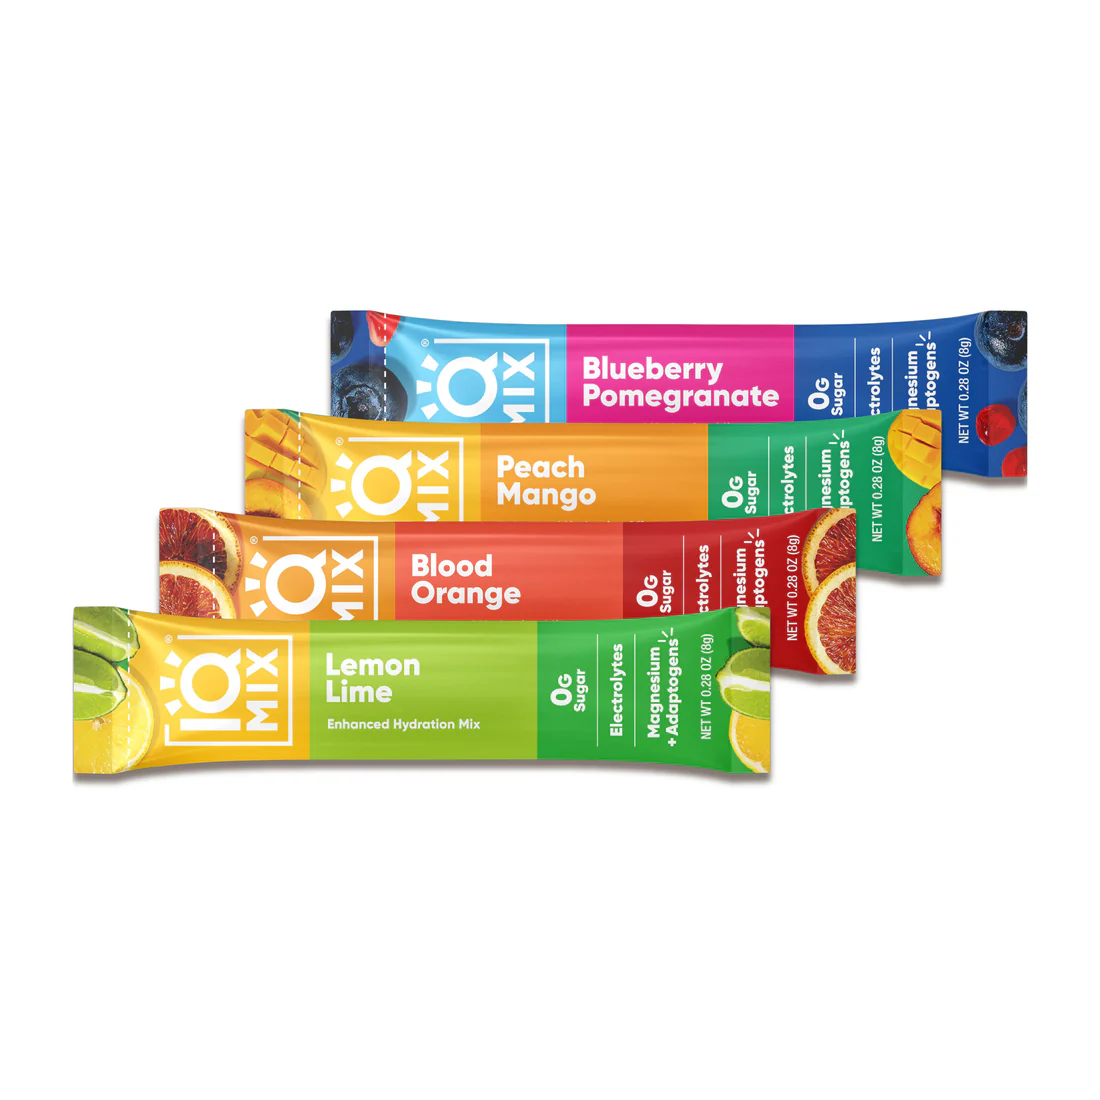 IQ
MIX
®
Blueberry
Pomegranate
0G
Sugar
NET WT 0.28 OZ (8g)
IQ
MIX
®
Peach
Mango
0G
Sugar
NET WT 0.28 OZ (8g)
IQ
MIX
®
Blood
Orange
0G
Sugar
NET WT 0.28 OZ (8g)
IQ
MIX
®
Lemon
Lime
Enhanced Hydration Mix
0G
Sugar
Electrolytes
Magnesium
+ Adaptogens
NET WT 0.28 OZ (8g)